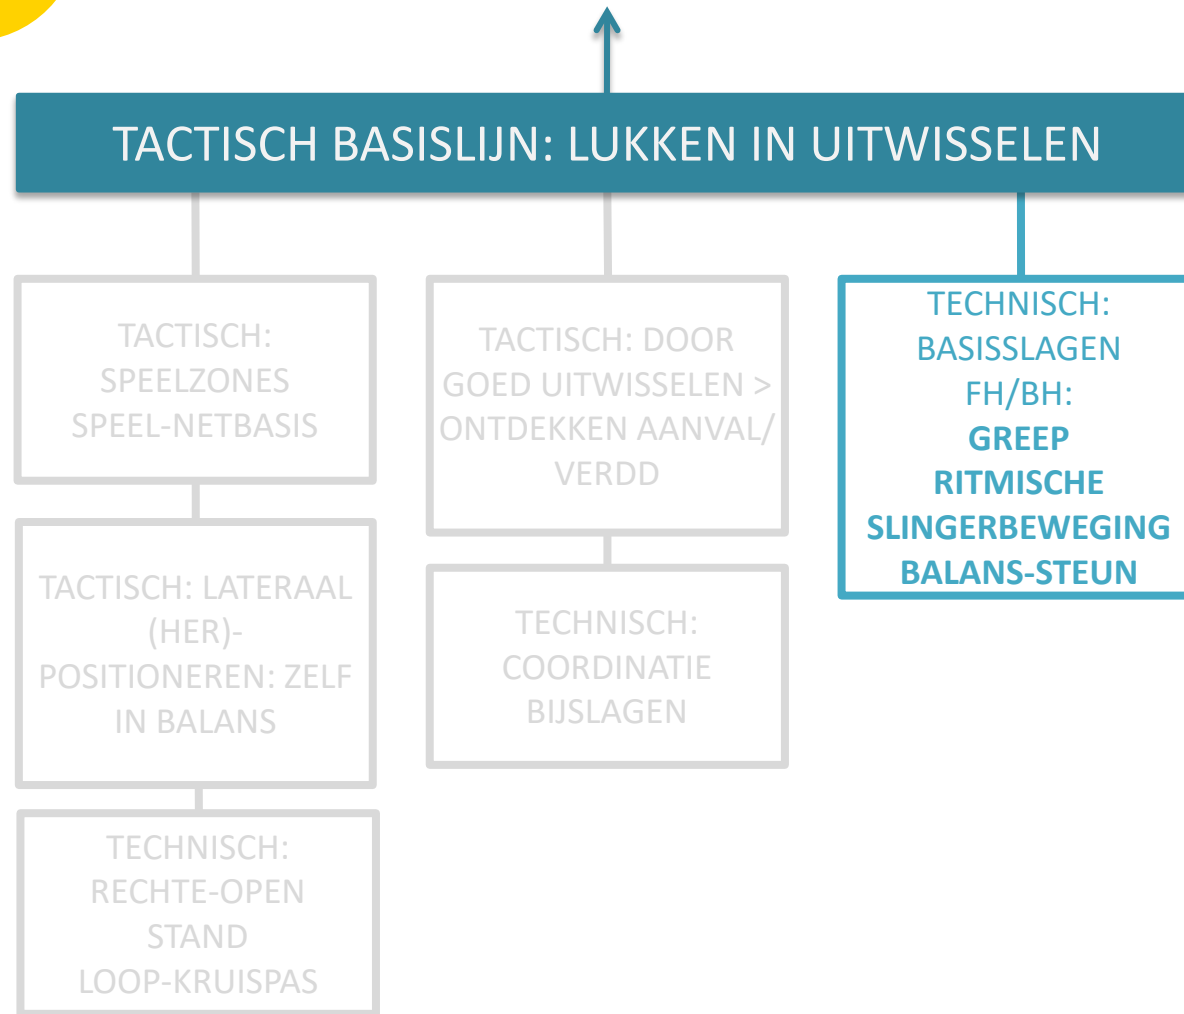 TACTISCH BASISLIJN: LUKKEN IN UITWISSELEN
TACTISCH:
SPEELZONES
SPEEL-NETBASIS
TACTISCH: LATERAAL
(HER)-
POSITIONEREN: ZELF
IN BALANS
TECHNISCH:
RECHTE-OPEN
STAND
LOOP-KRUISPAS
TACTISCH: DOOR
GOED UITWISSELEN >
ONTDEKKEN AANVAL/
VERDD
TECHNISCH:
COORDINATIE
BIJSLAGEN
TECHNISCH:
BASISSLAGEN
FH/BH:
GREEP
RITMISCHE
SLINGERBEWEGING
BALANS-STEUN